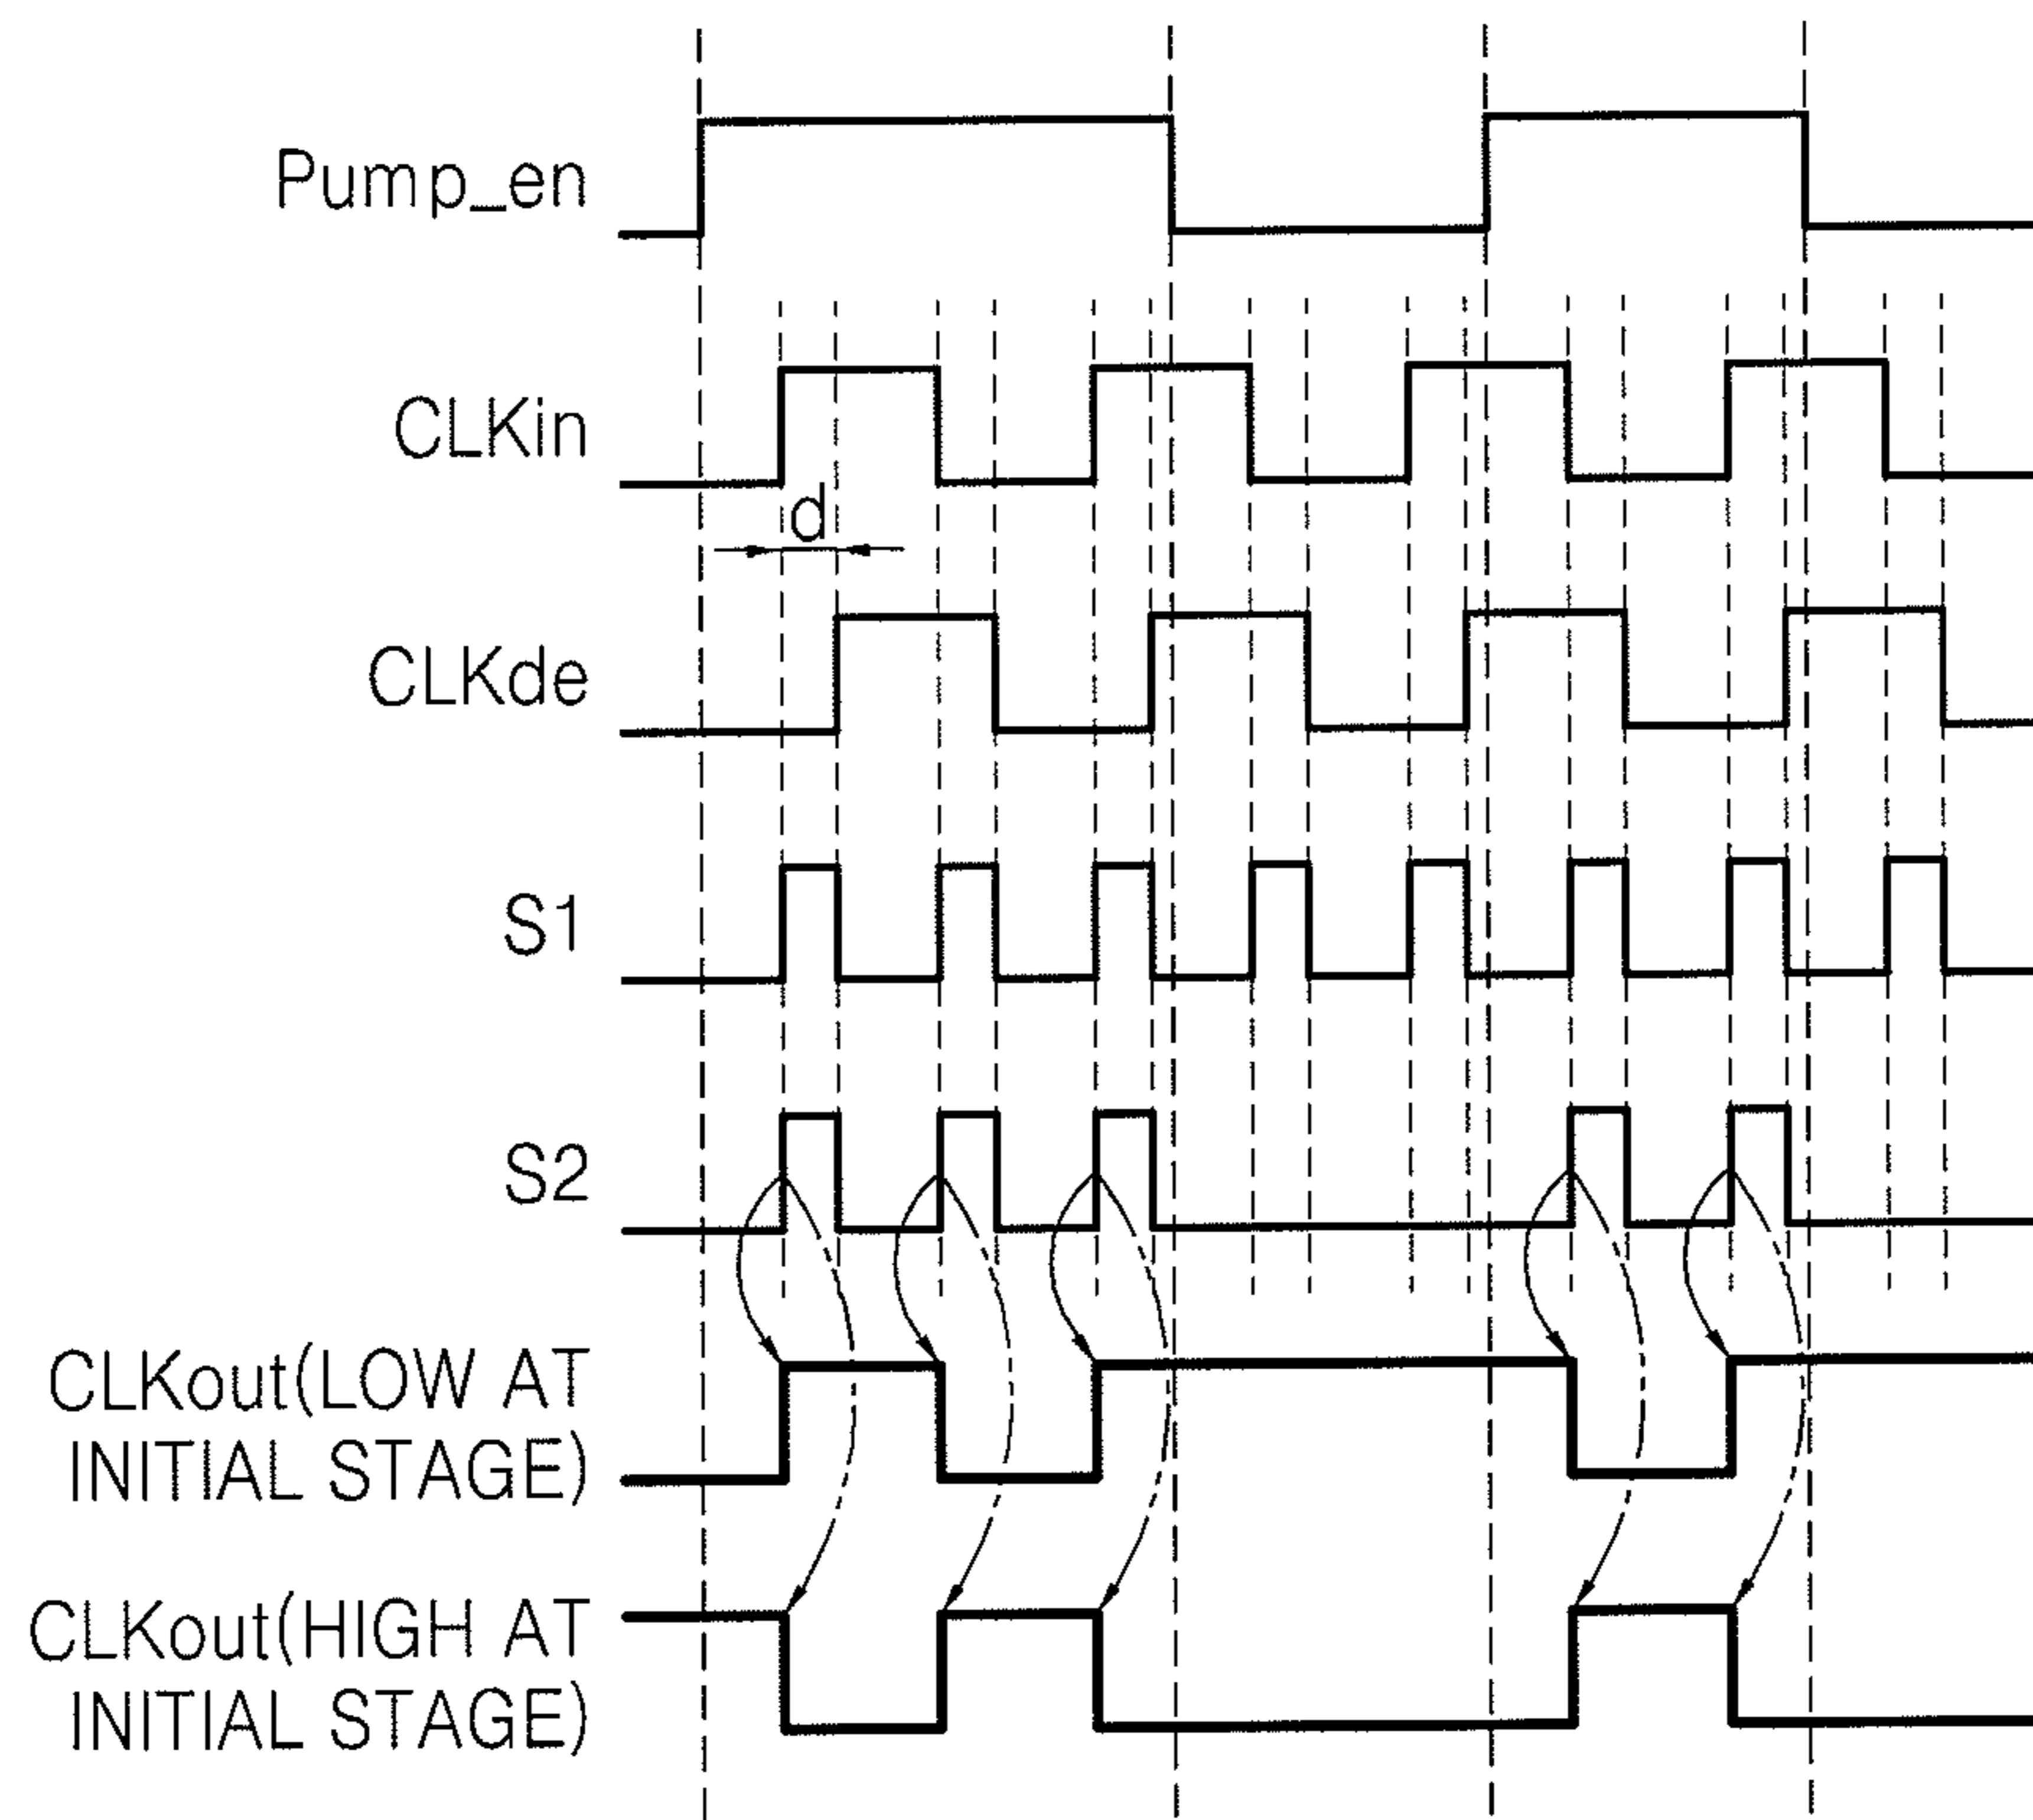 Pump_en
CLKin
d
CLKde
S1
S2
CLKout(LOW AT
INITIAL STAGE)
CLKout(HIGH AT
INITIAL STAGE)